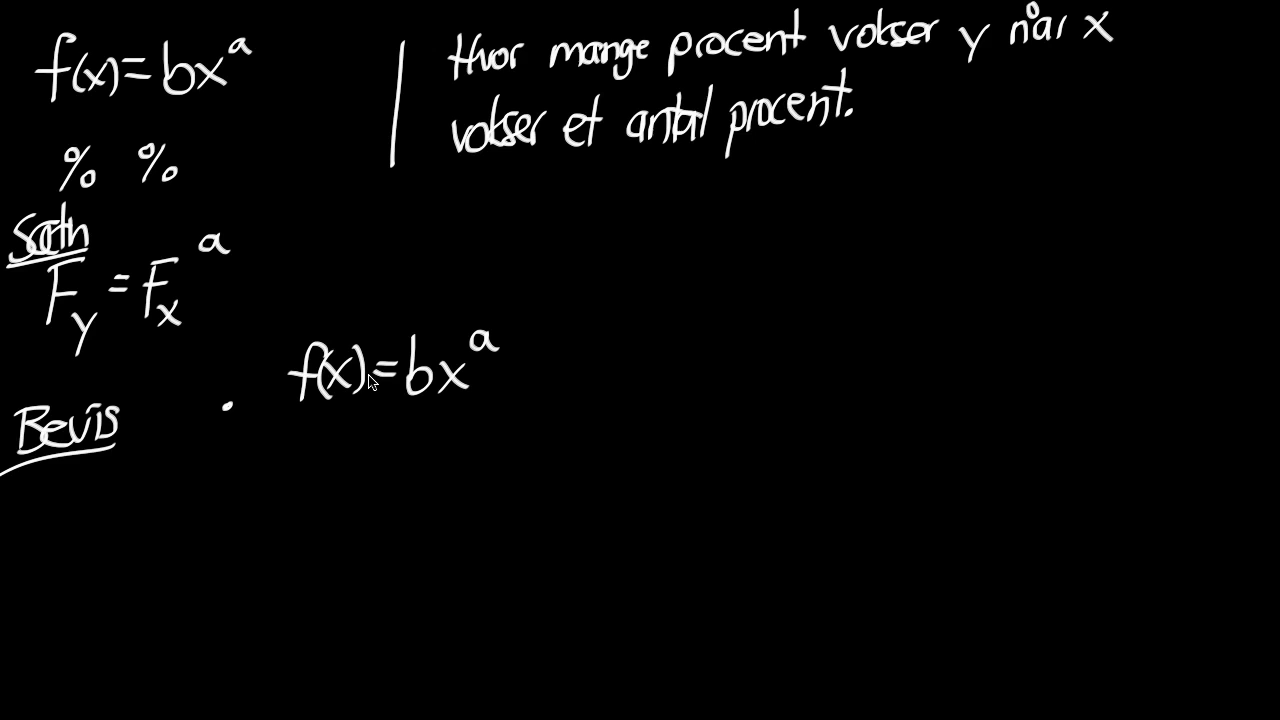 f(x) = bx^a
Hvor mange procent vokser y når x
vokser et antal procent.
% %
Sætn
F_y = F_x^a
f(x) = bx^a
Bevis